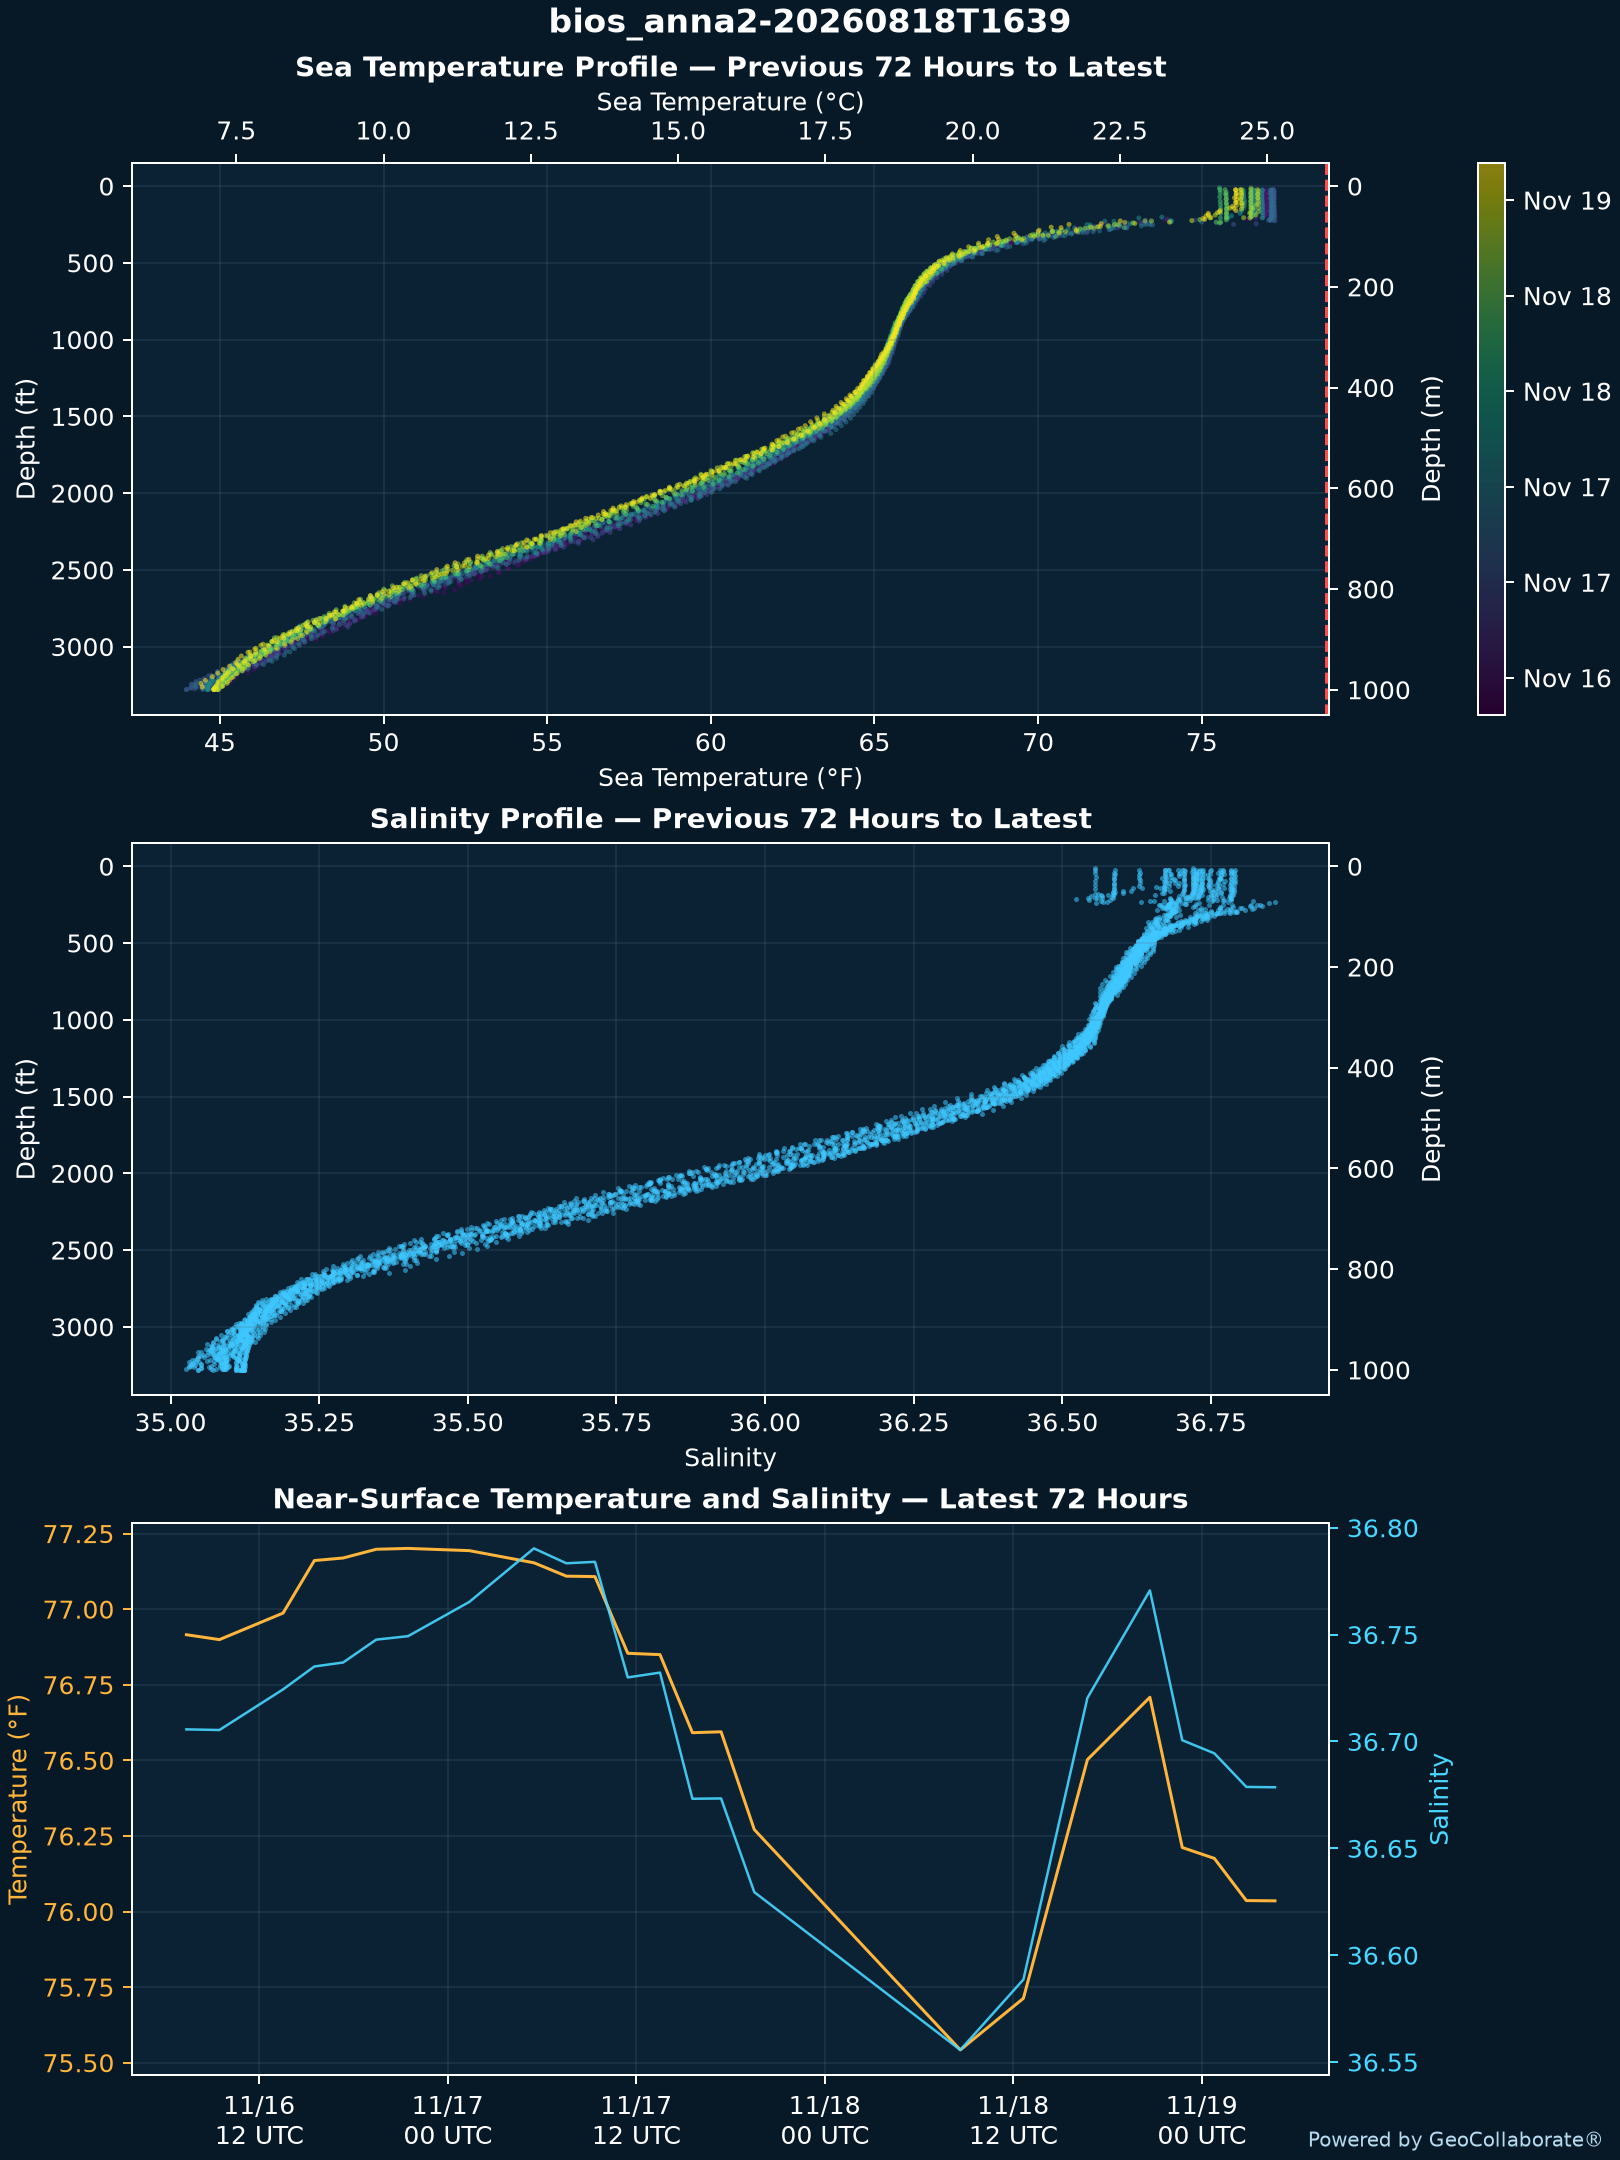 bios_anna2-20260818T1639
Sea Temperature Profile — Previous 72 Hours to Latest
Sea Temperature (°C)
7.5 10.0 12.5 15.0 17.5 20.0 22.5 25.0
Depth (ft)
0
500
1000
1500
2000
2500
3000
0
200
400
600
800
1000
Depth (m)
45 50 55 60 65 70 75
Sea Temperature (°F)
Nov 19
Nov 18
Nov 18
Nov 17
Nov 17
Nov 16
Salinity Profile — Previous 72 Hours to Latest
Depth (ft)
0
500
1000
1500
2000
2500
3000
0
200
400
600
800
1000
Depth (m)
35.00 35.25 35.50 35.75 36.00 36.25 36.50 36.75
Salinity
Near-Surface Temperature and Salinity — Latest 72 Hours
Temperature (°F)
77.25
77.00
76.75
76.50
76.25
76.00
75.75
75.50
36.80
36.75
36.70
36.65
36.60
36.55
Salinity
11/16 11/17 11/17 11/18 11/18 11/19
12 UTC 00 UTC 12 UTC 00 UTC 12 UTC 00 UTC
Powered by GeoCollaborate®